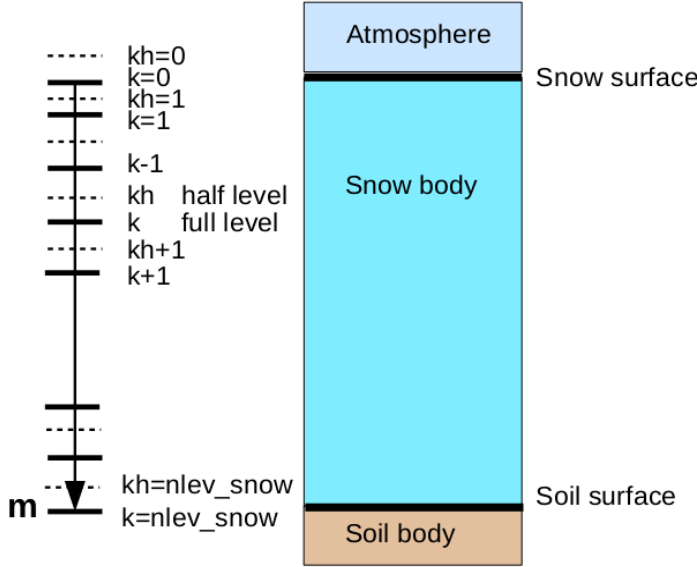 Atmosphere
kh=0
k=0
Snow surface
kh=1
k=1
k-1
Snow body
kh half level
k full level
kh+1
k+1
kh=nlev_snow
Soil surface
m
k=nlev_snow
Soil body